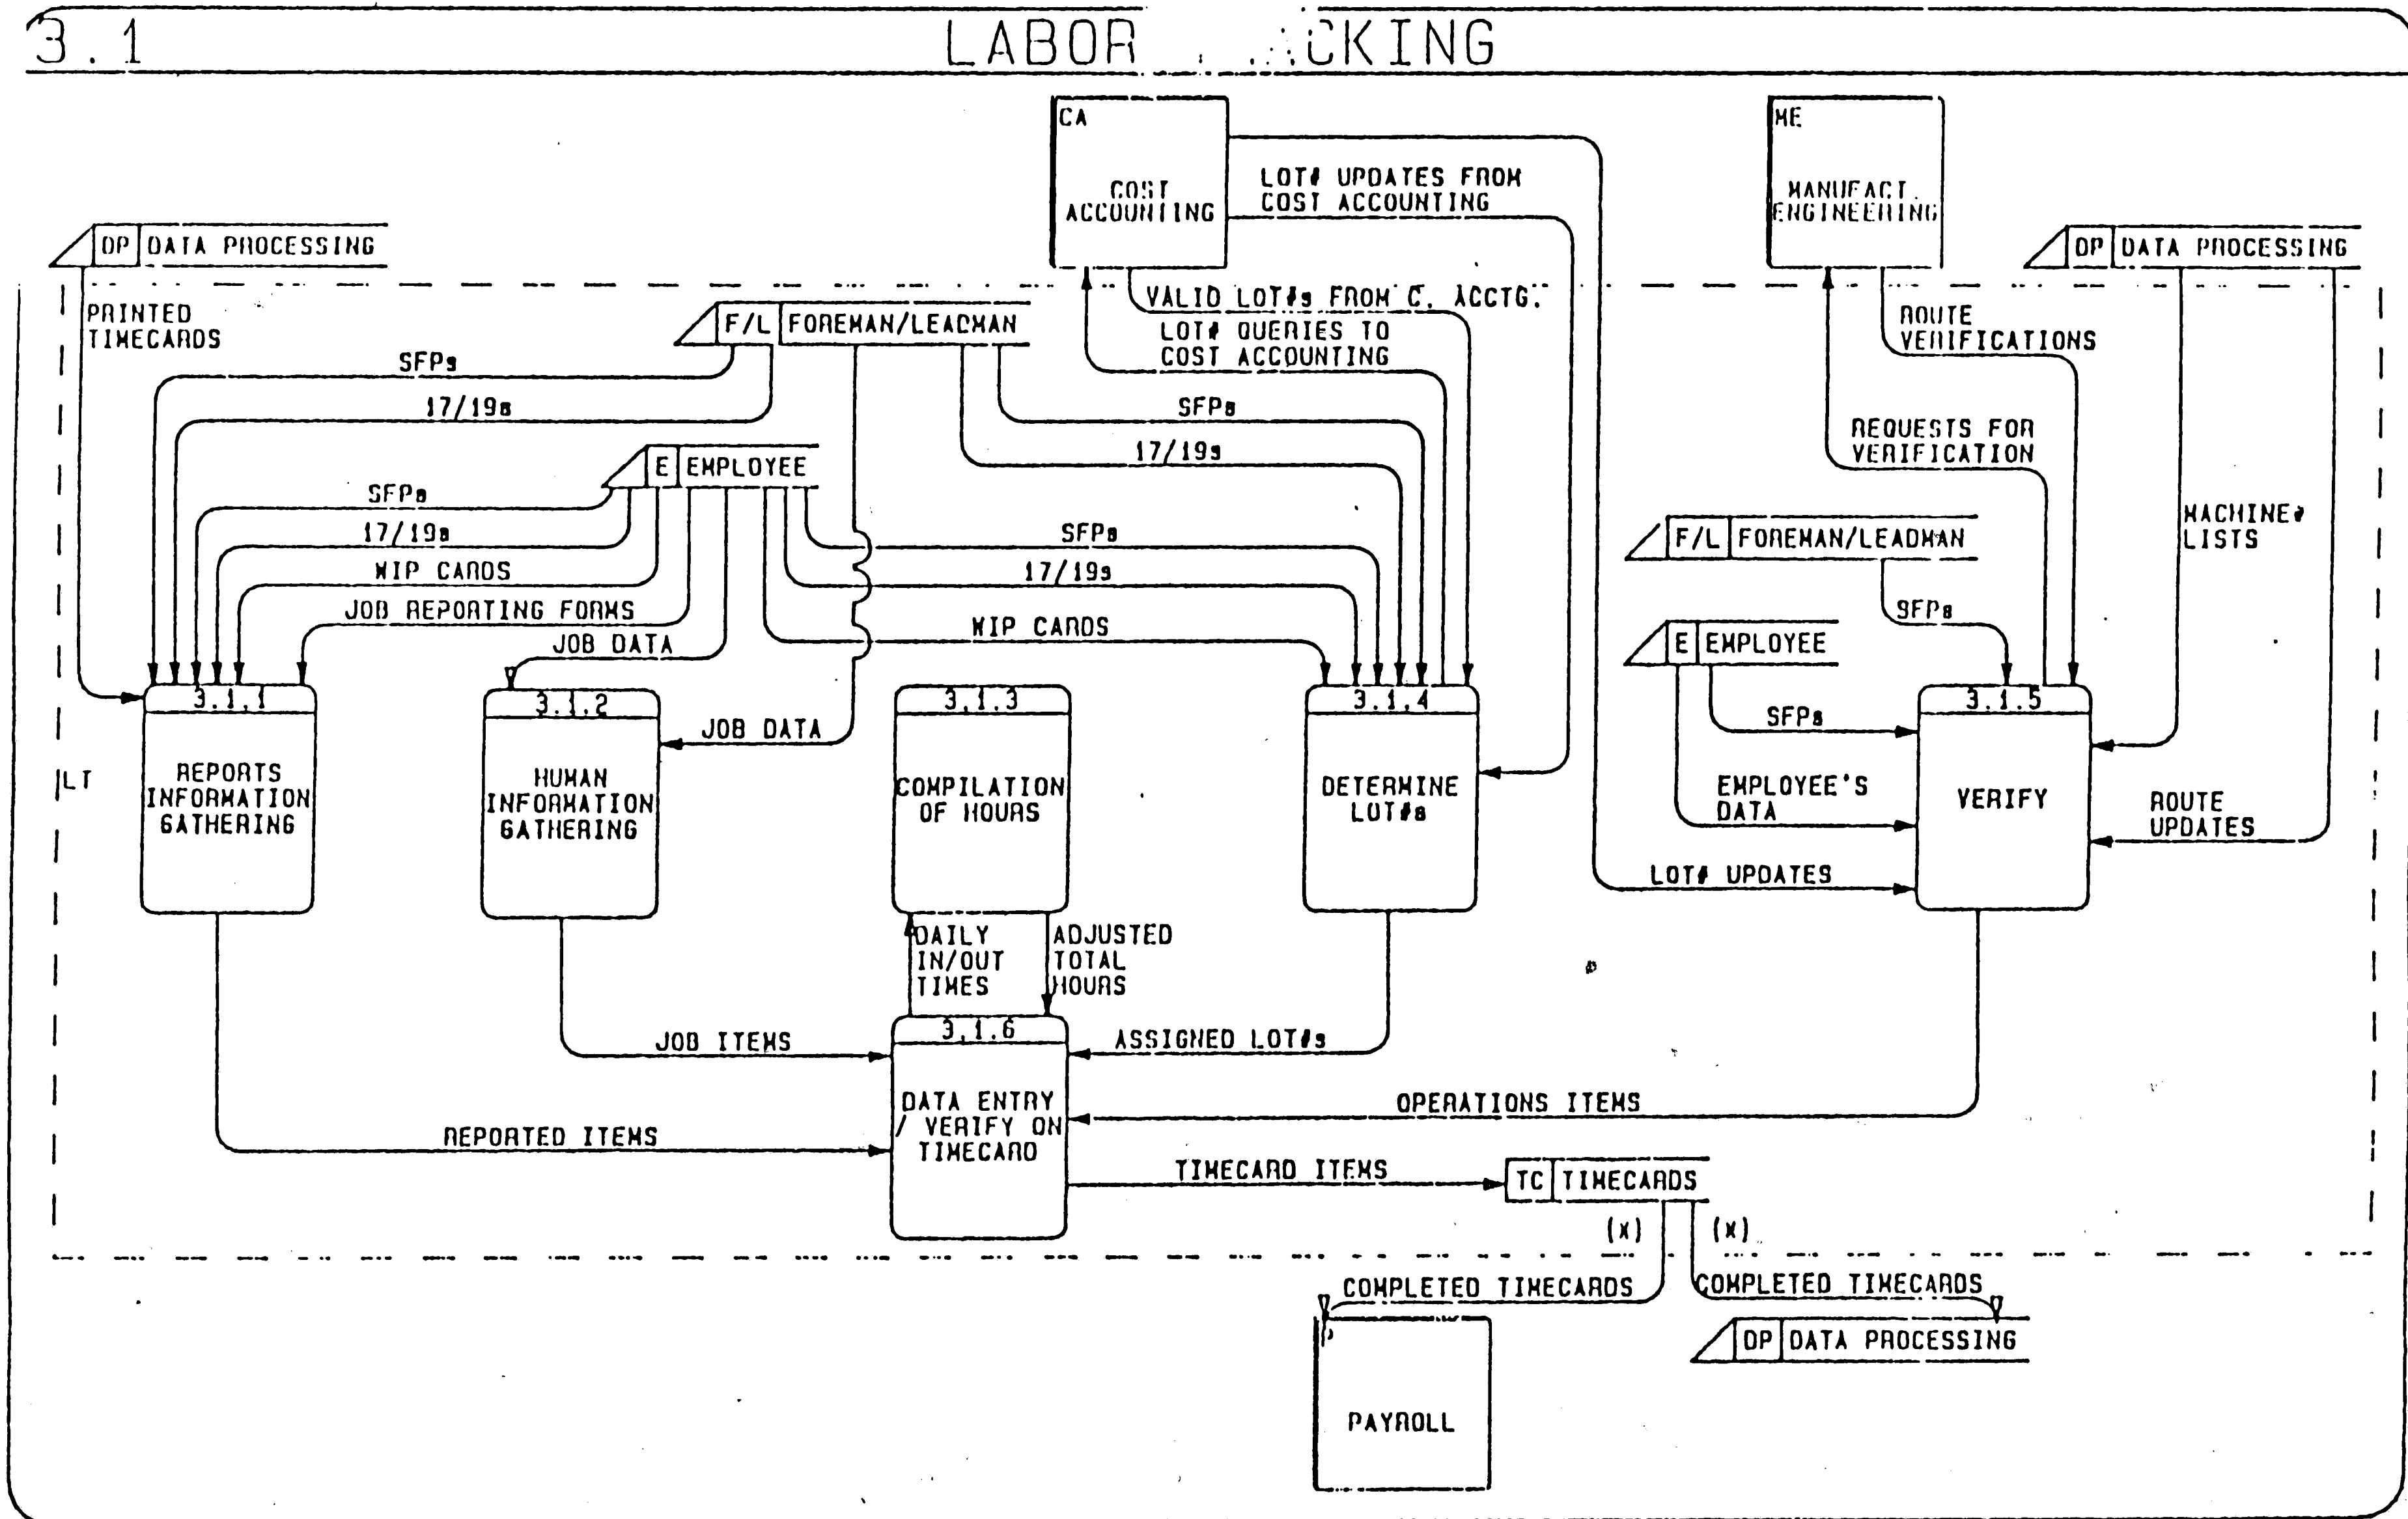 3.1
LABOR
CKING
CA
COST
ACCOUNTING
ME
MANUFACT.
ENGINEERING
LOT# UPDATES FROM
COST ACCOUNTING
DP DATA PROCESSING
DP DATA PROCESSING
PRINTED
TIMECARDS
F/L FOREMAN/LEADMAN
VALID LOT#s FROM C. ACCTG.
LOT# QUERIES TO
COST ACCOUNTING
ROUTE
VERIFICATIONS
SFPs
17/19s
SFPs
17/19s
REQUESTS FOR
VERIFICATION
E EMPLOYEE
SFPs
17/19s
WIP CARDS
JOB REPORTING FORMS
JOB DATA
SFPs
17/19s
WIP CARDS
MACHINE#
LISTS
F/L FOREMAN/LEADMAN
SFPs
E EMPLOYEE
JOB DATA
SFPs
EMPLOYEE'S
DATA
ROUTE
UPDATES
LOT# UPDATES
LT
3.1.1
REPORTS
INFORMATION
GATHERING
3.1.2
HUMAN
INFORMATION
GATHERING
3.1.3
COMPILATION
OF HOURS
3.1.4
DETERMINE
LOT#s
3.1.5
VERIFY
DAILY
IN/OUT
TIMES
ADJUSTED
TOTAL
HOURS
JOB ITEMS
3.1.6
DATA ENTRY
/ VERIFY ON
TIMECARD
ASSIGNED LOT#s
OPERATIONS ITEMS
REPORTED ITEMS
TIMECARD ITEMS
TC TIMECARDS
(x)
(x)
COMPLETED TIMECARDS
COMPLETED TIMECARDS
DP DATA PROCESSING
PAYROLL